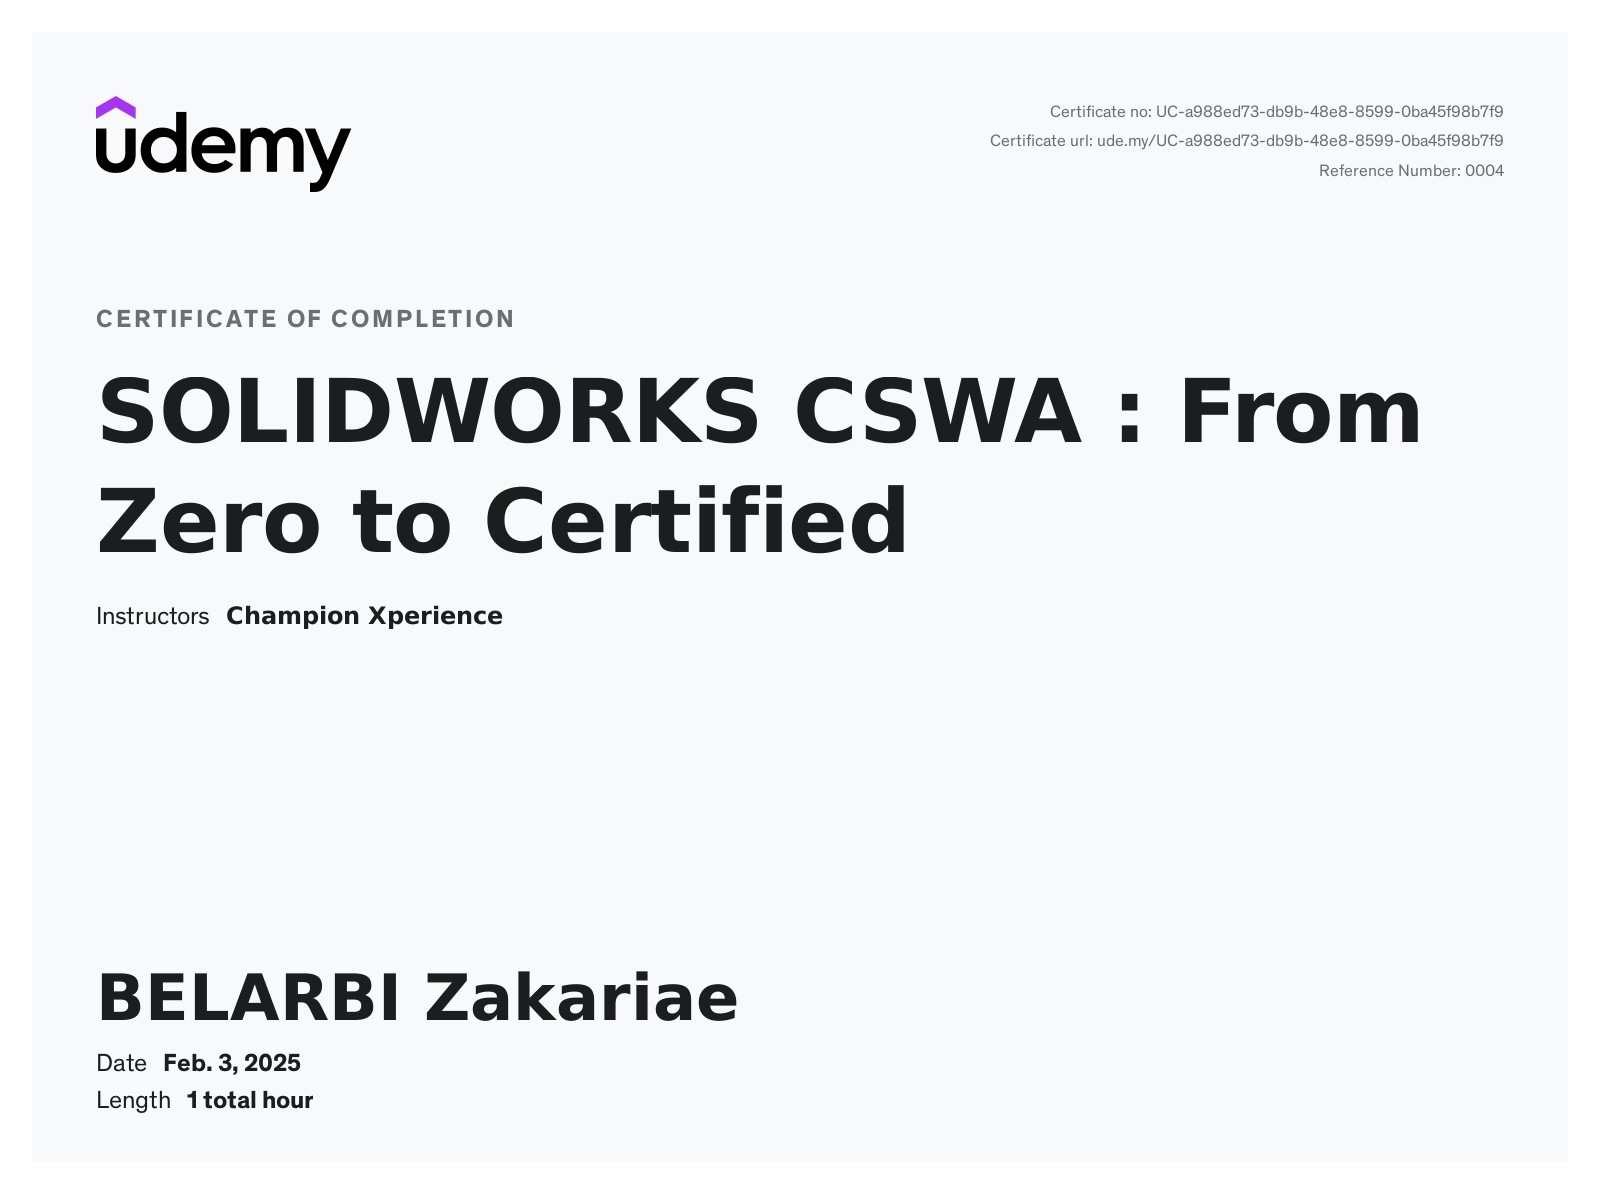 udemy
Certificate no: UC-a988ed73-db9b-48e8-8599-0ba45f98b7f9
Certificate url: ude.my/UC-a988ed73-db9b-48e8-8599-0ba45f98b7f9
Reference Number: 0004
CERTIFICATE OF COMPLETION
SOLIDWORKS CSWA : From
Zero to Certified
Instructors Champion Xperience
BELARBI Zakariae
Date Feb. 3, 2025
Length 1 total hour